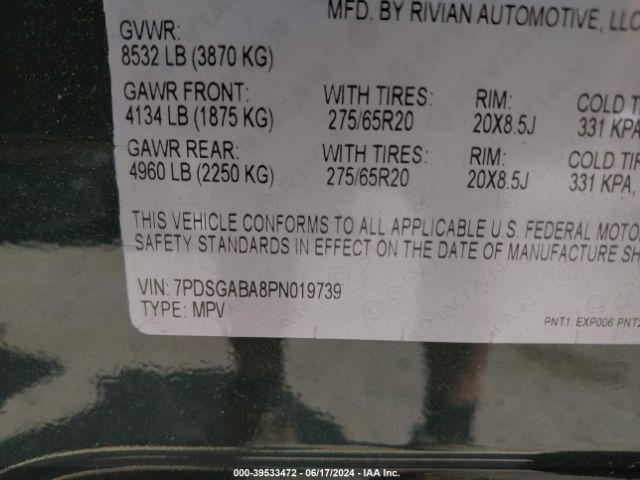 MFD. BY RIVIAN AUTOMOTIVE, LLC
GVWR:
8532 LB (3870 KG)
GAWR FRONT: WITH TIRES: RIM: COLD
4134 LB (1875 KG) 275/65R20 20X8.5J 331 KPA,
GAWR REAR: WITH TIRES: RIM: COLD
4960 LB (2250 KG) 275/65R20 20X8.5J 331 KPA,
THIS VEHICLE CONFORMS TO ALL APPLICABLE U.S. FEDERAL MOTOR
SAFETY STANDARDS IN EFFECT ON THE DATE OF MANUFACTURE
VIN: 7PDSGABA8PN019739
TYPE: MPV
PNT1 EXP006 PNT2
000-39533472 - 06/17/2024 - IAA Inc.